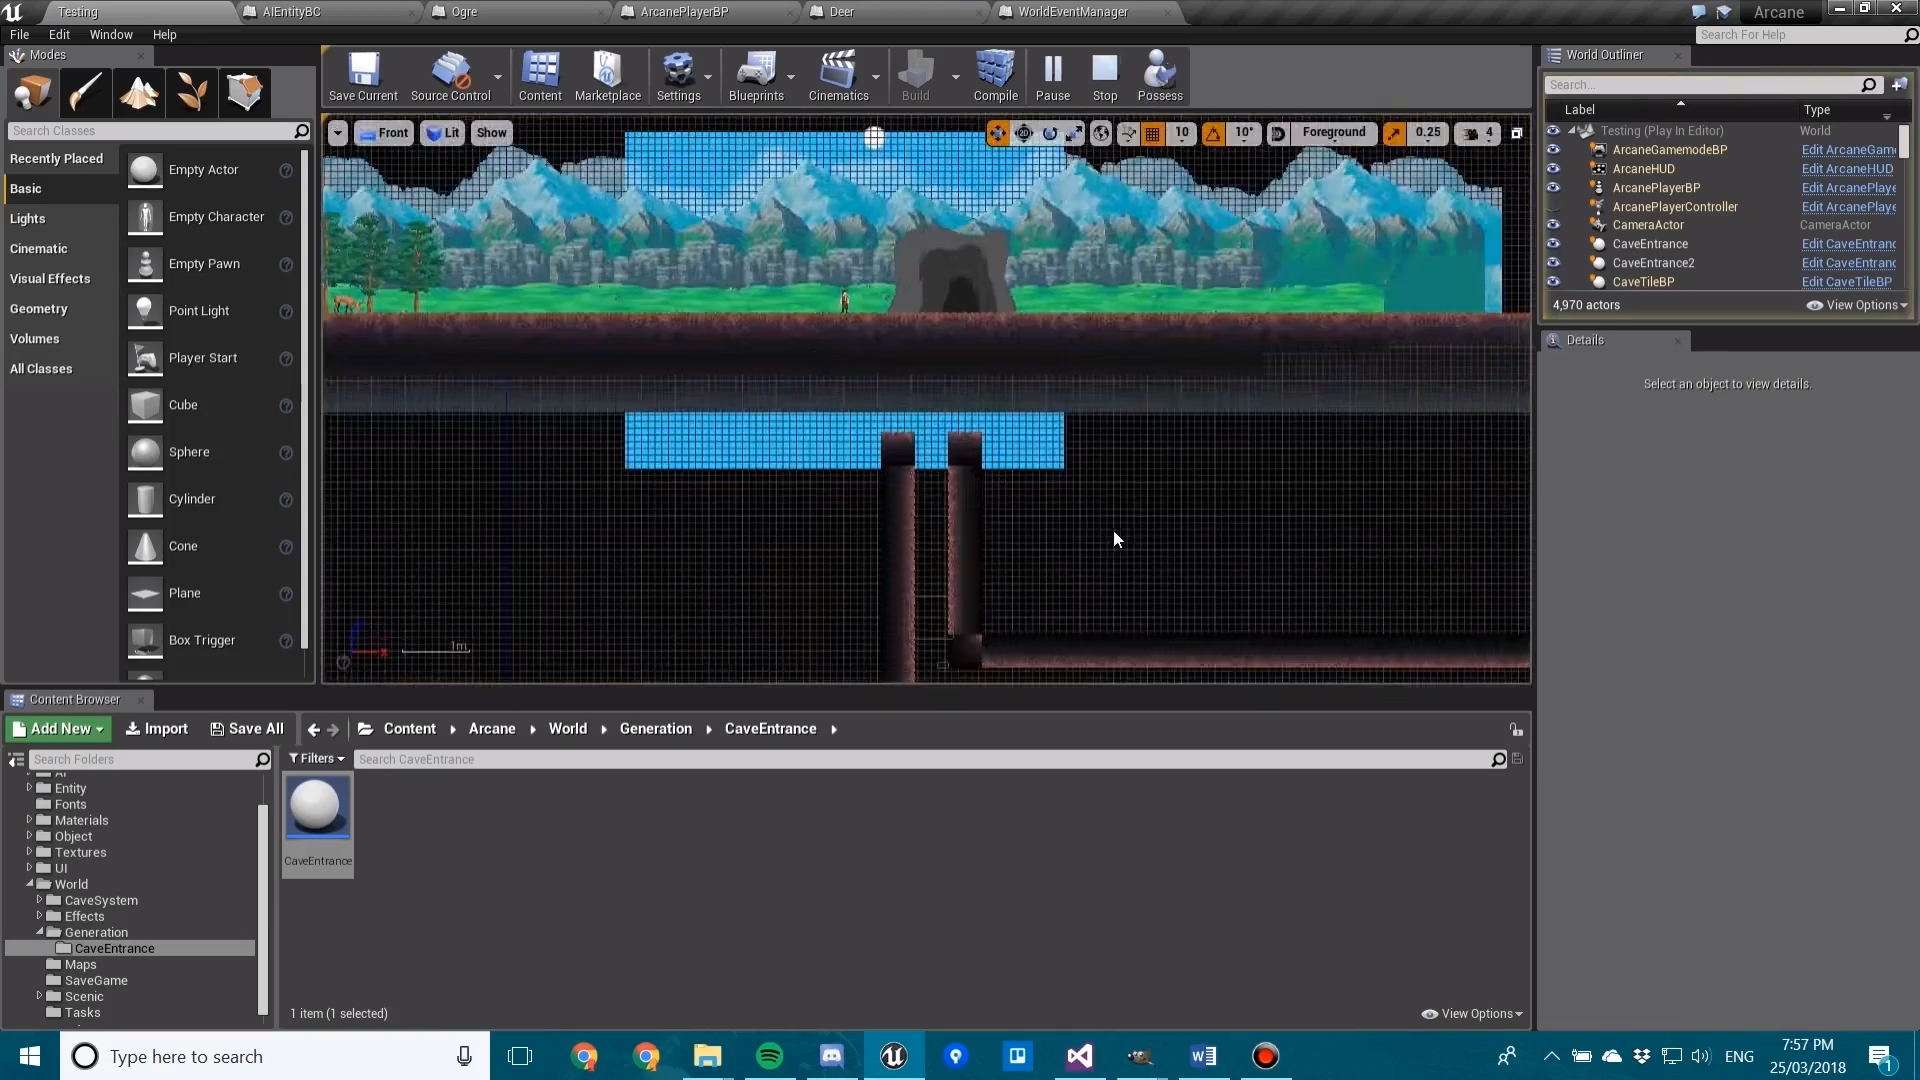 Testing
AIEntityBC
Ogre
ArcanePlayerBP
Deer
WorldEventManager
Arcane
File Edit Window Help
Search For Help
Modes
Search Classes
Recently Placed
Basic
Lights
Cinematic
Visual Effects
Geometry
Volumes
All Classes
Empty Actor
Empty Character
Empty Pawn
Point Light
Player Start
Cube
Sphere
Cylinder
Cone
Plane
Box Trigger
Save Current
Source Control
Content
Marketplace
Settings
Blueprints
Cinematics
Build
Compile
Pause
Stop
Possess
Front
Lit
Show
10
10°
Foreground
0.25
4
1m
World Outliner
Search...
Label Type
Testing (Play In Editor) World
ArcaneGamemodeBP Edit ArcaneGam
ArcaneHUD Edit ArcaneHUD
ArcanePlayerBP Edit ArcanePlaye
ArcanePlayerController Edit ArcanePlaye
CameraActor CameraActor
CaveEntrance Edit CaveEntranc
CaveEntrance2 Edit CaveEntranc
CaveTileBP Edit CaveTileBP
4,970 actors
View Options
Details
Select an object to view details.
Content Browser
Add New
Import
Save All
Content
Arcane
World
Generation
CaveEntrance
Search Folders
Filters
Search CaveEntrance
AI
Entity
Fonts
Materials
Object
Textures
UI
World
CaveSystem
Effects
Generation
CaveEntrance
Maps
SaveGame
Scenic
Tasks
CaveEntrance
1 item (1 selected)
View Options
Type here to search
ENG
7:57 PM
25/03/2018
1